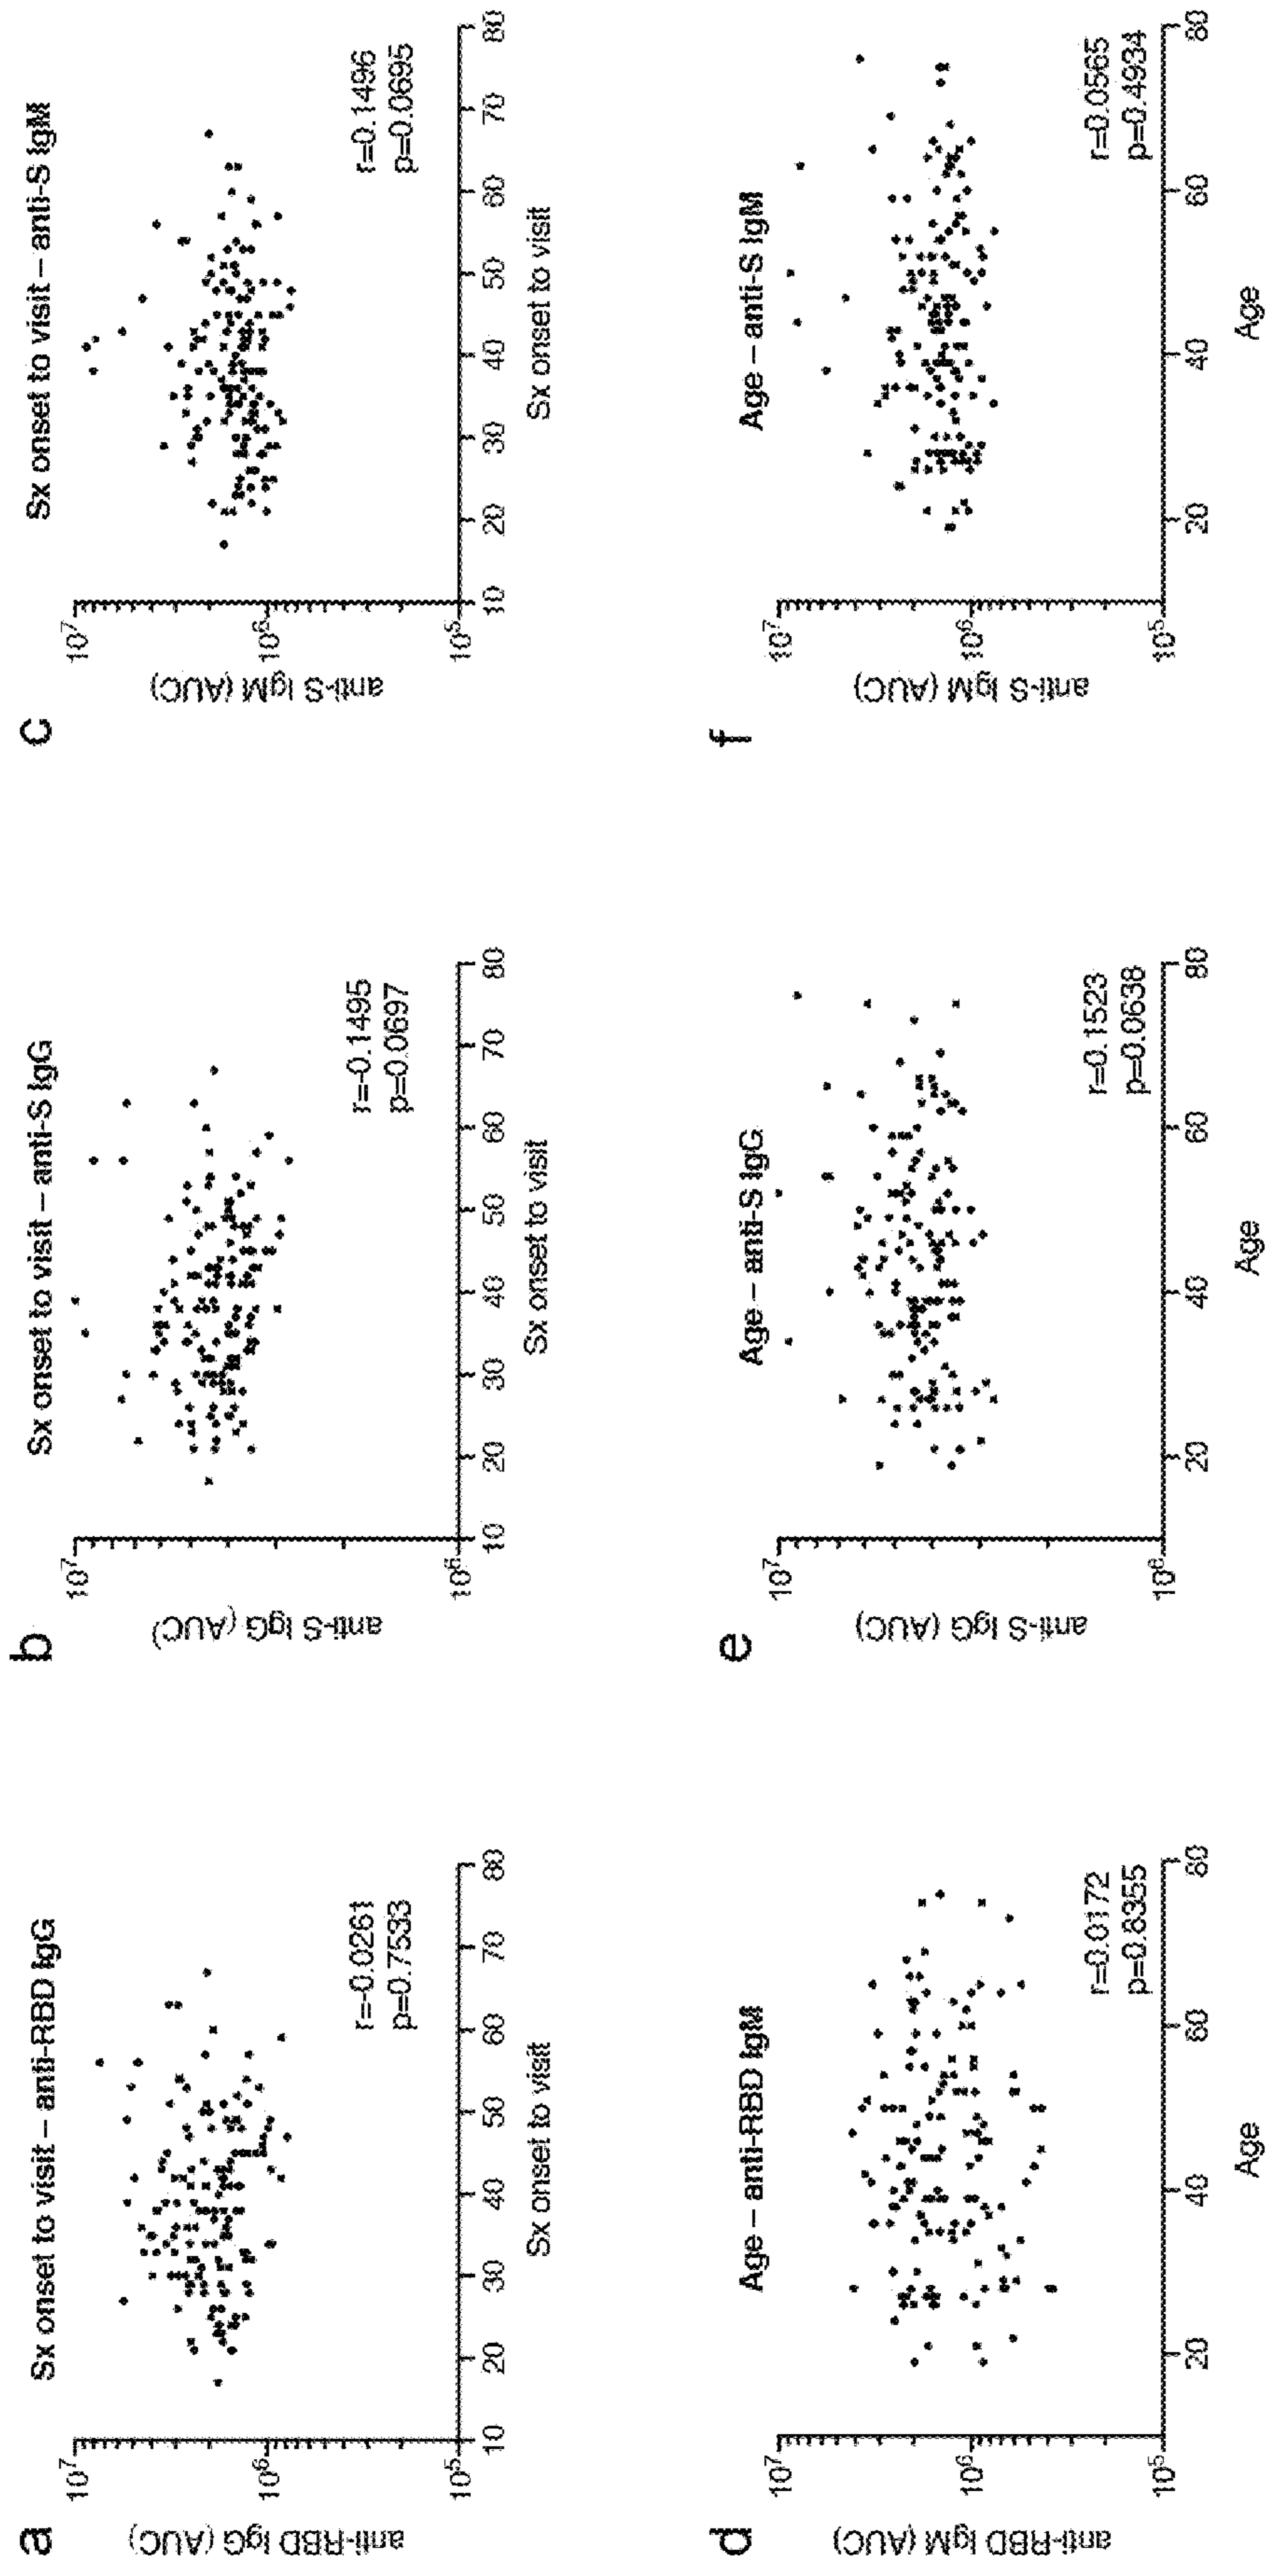 a
Sx onset to visit – anti-RBD IgG
anti-RBD IgG (AUC)
10⁷
10⁶
10⁵
10 20 30 40 50 60 70 80
Sx onset to visit
r=-0.0261
p=0.7533
b
Sx onset to visit – anti-S IgG
anti-S IgG (AUC)
10⁷
10⁶
10 20 30 40 50 60 70 80
Sx onset to visit
r=-0.1495
p=0.0697
c
Sx onset to visit – anti-S IgM
anti-S IgM (AUC)
10⁷
10⁶
10⁵
10 20 30 40 50 60 70 80
Sx onset to visit
r=0.1496
p=0.0695
d
Age – anti-RBD IgM
anti-RBD IgM (AUC)
10⁷
10⁶
10⁵
20 40 60 80
Age
r=0.0172
p=0.8355
e
Age – anti-S IgG
anti-S IgG (AUC)
10⁷
10⁶
20 40 60 80
Age
r=0.1523
p=0.0638
f
Age – anti-S IgM
anti-S IgM (AUC)
10⁷
10⁶
10⁵
20 40 60 80
Age
r=0.0565
p=0.4934